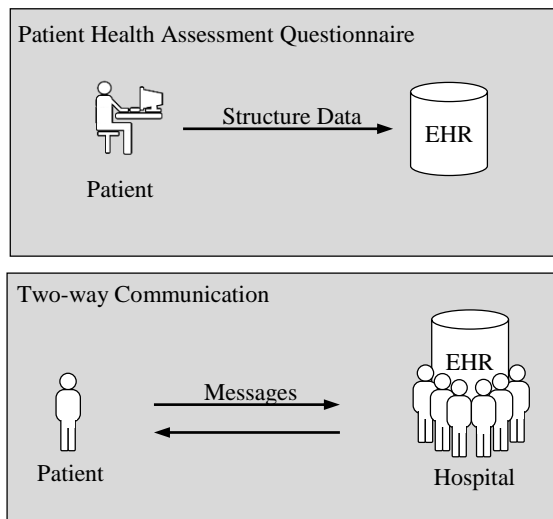 Patient Health Assessment Questionnaire
Structure Data
EHR
Patient
Two-way Communication
EHR
Messages
Patient
Hospital